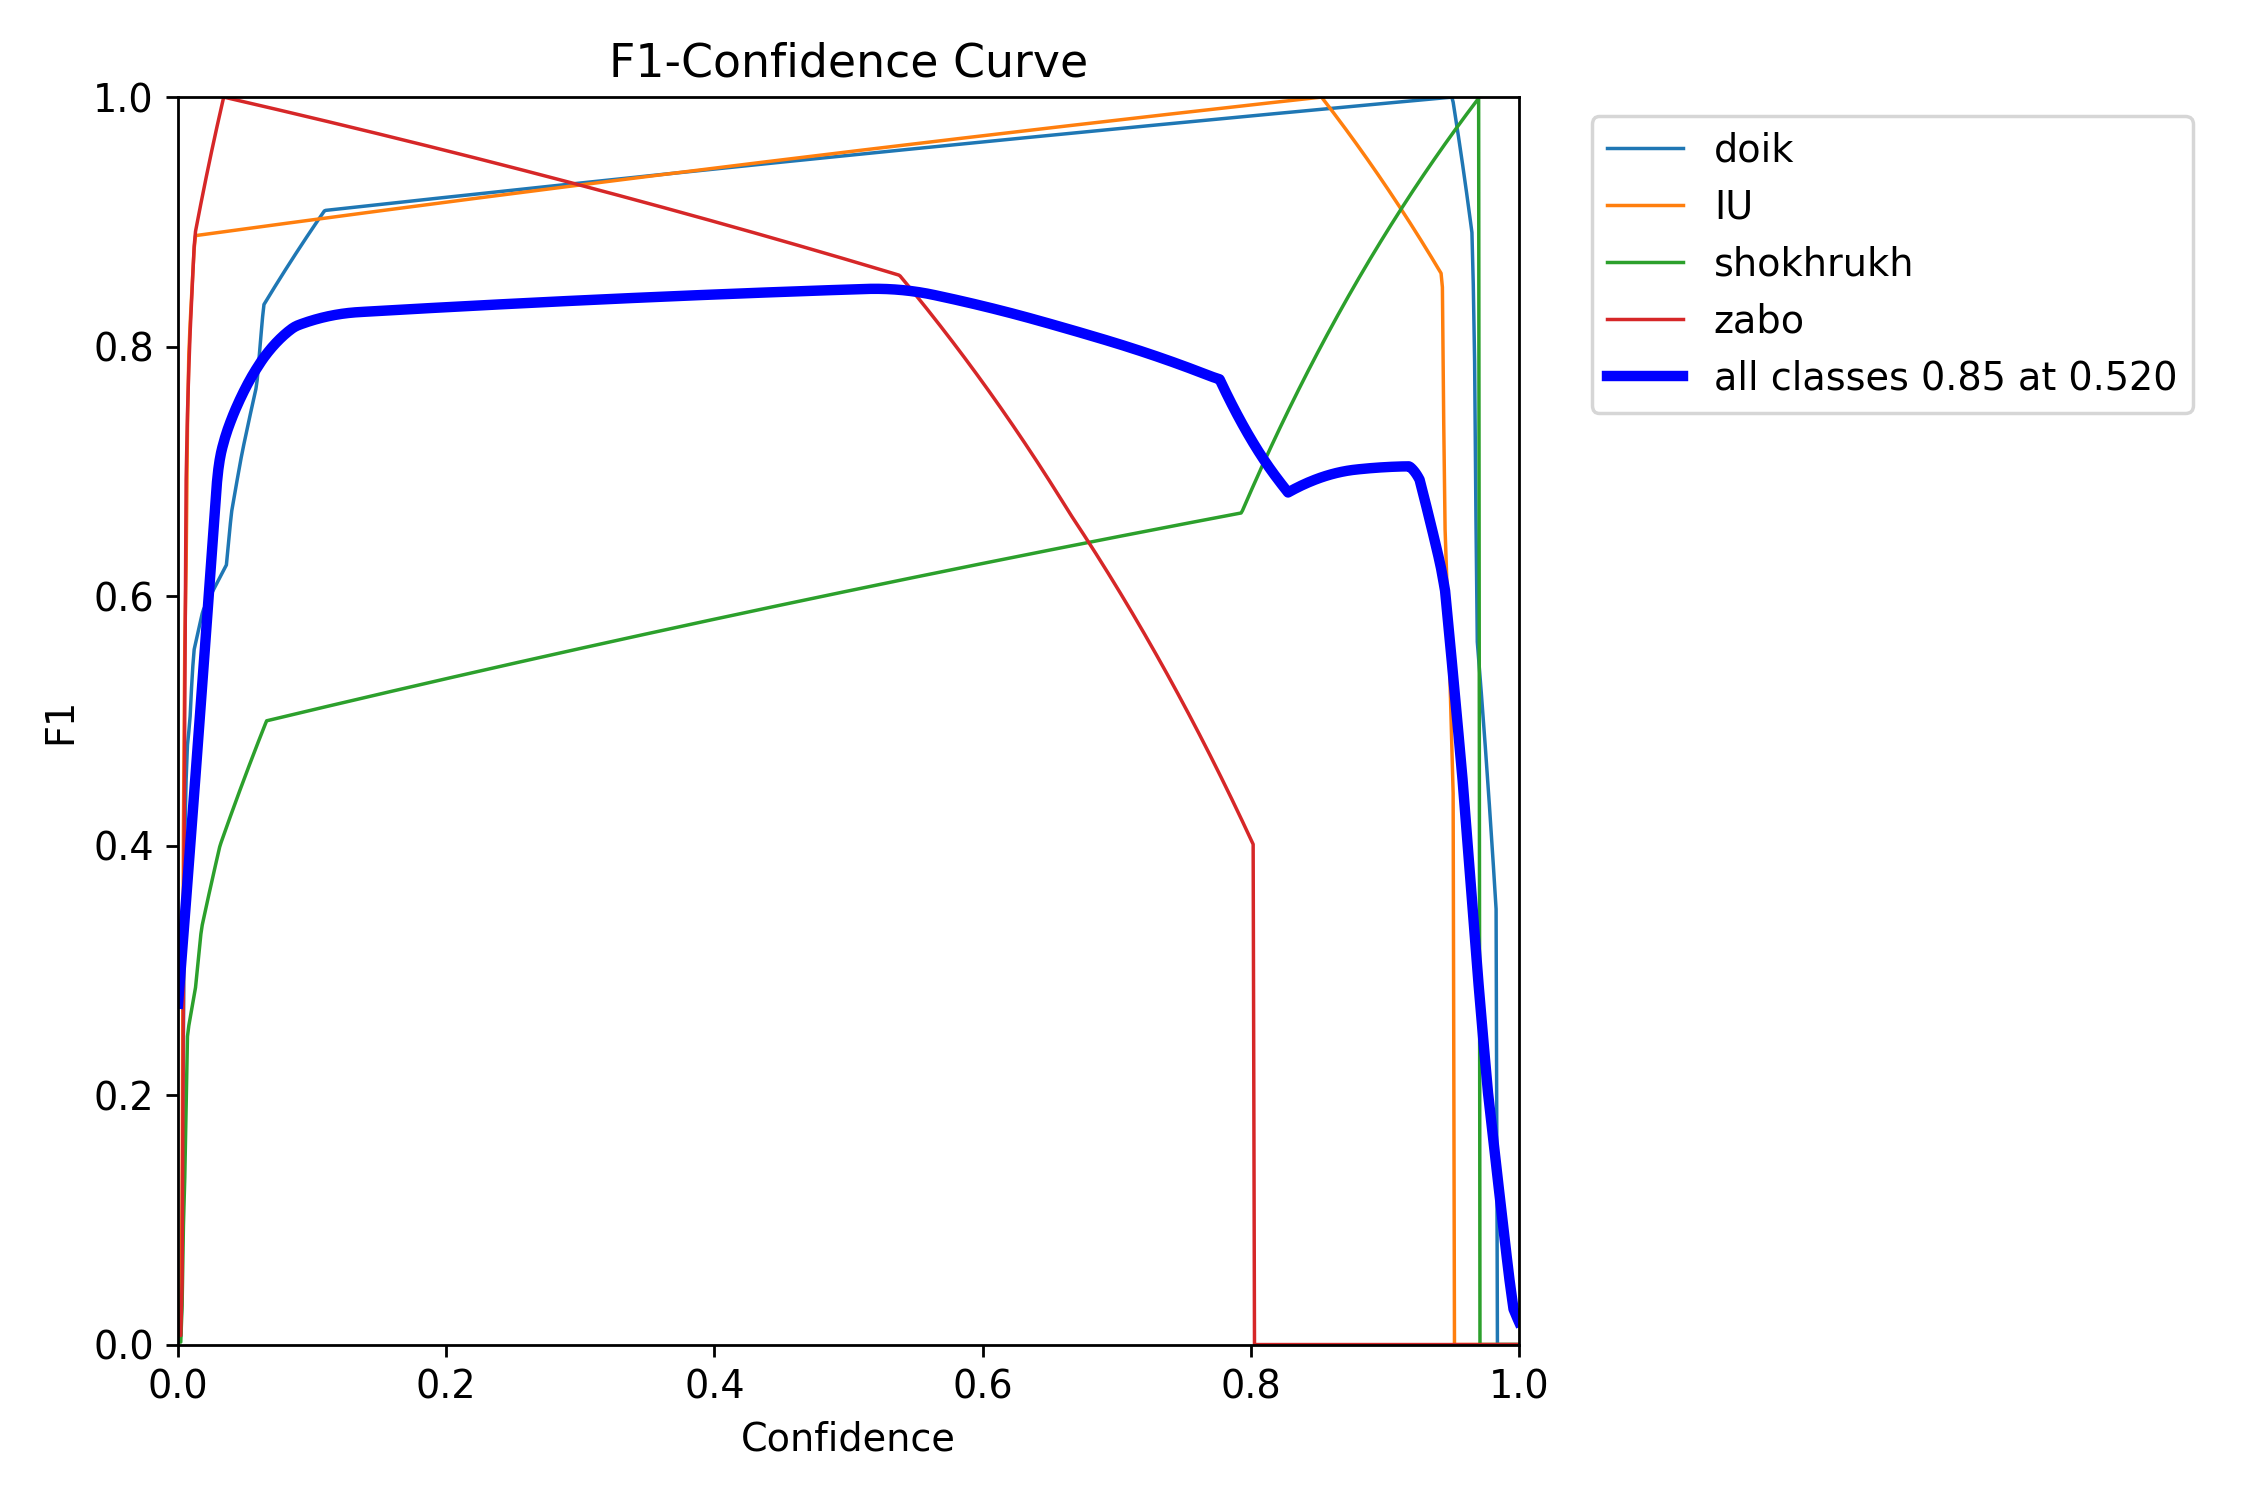 F1-Confidence Curve
1.0
0.8
0.6
0.4
0.2
0.0
F1
0.0 0.2 0.4 0.6 0.8 1.0
Confidence
doik
IU
shokhrukh
zabo
all classes 0.85 at 0.520